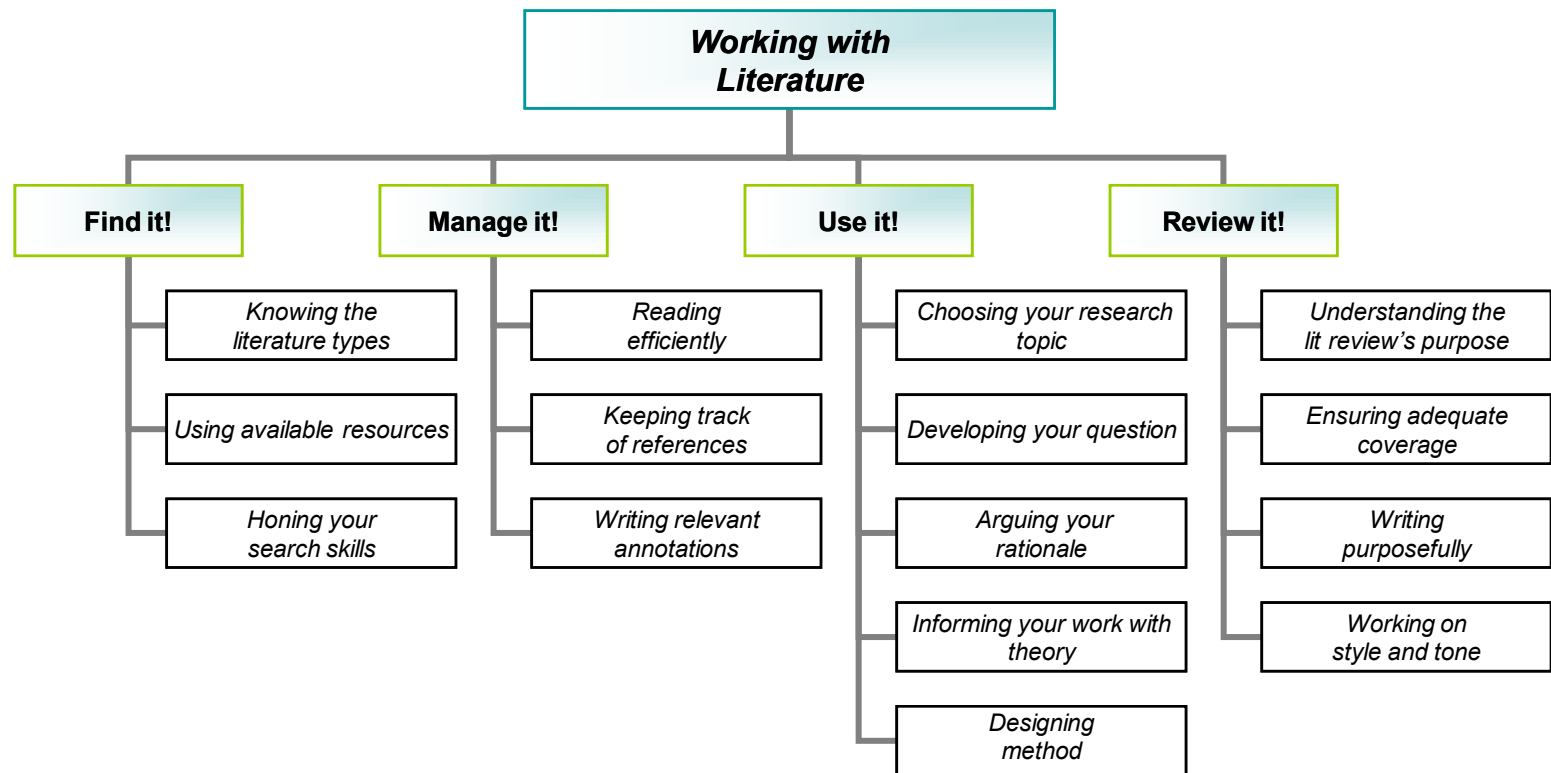 Working with
Literature
Find it!
Knowing the
literature types
Using available resources
Honing your
search skills
Manage it!
Reading
efficiently
Keeping track
of references
Writing relevant
annotations
Use it!
Choosing your research
topic
Developing your question
Arguing your
rationale
Informing your work with
theory
Designing
method
Review it!
Understanding the
lit review’s purpose
Ensuring adequate
coverage
Writing
purposefully
Working on
style and tone